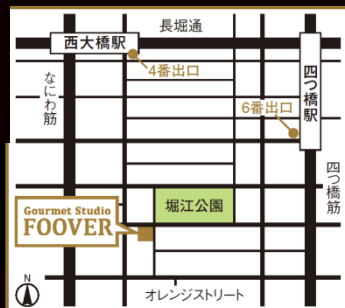 長堀通
西大橋駅
4番出口
なにわ筋
四つ橋駅
6番出口
四つ橋筋
堀江公園
Gourmet Studio
FOOVER
N
オレンジストリート